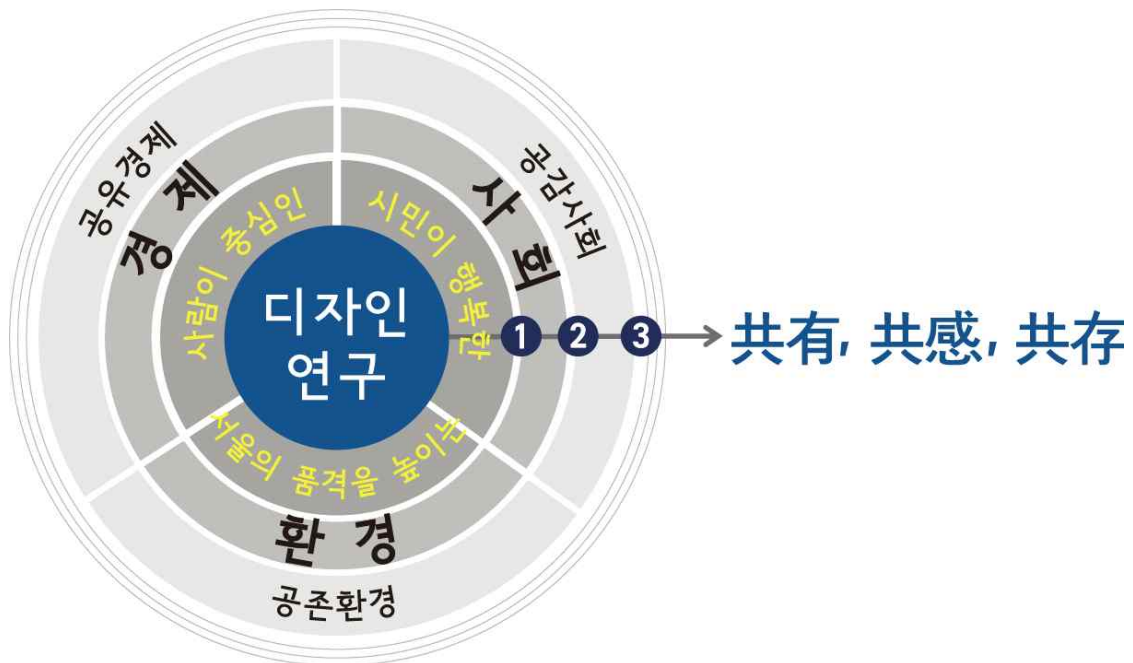 디자인
연구
사람이 중심인
시민이 행복한
서울의 품격을 높이는
경제
사회
환경
공유경제
공감사회
공존환경
1 2 3
共有, 共感, 共存